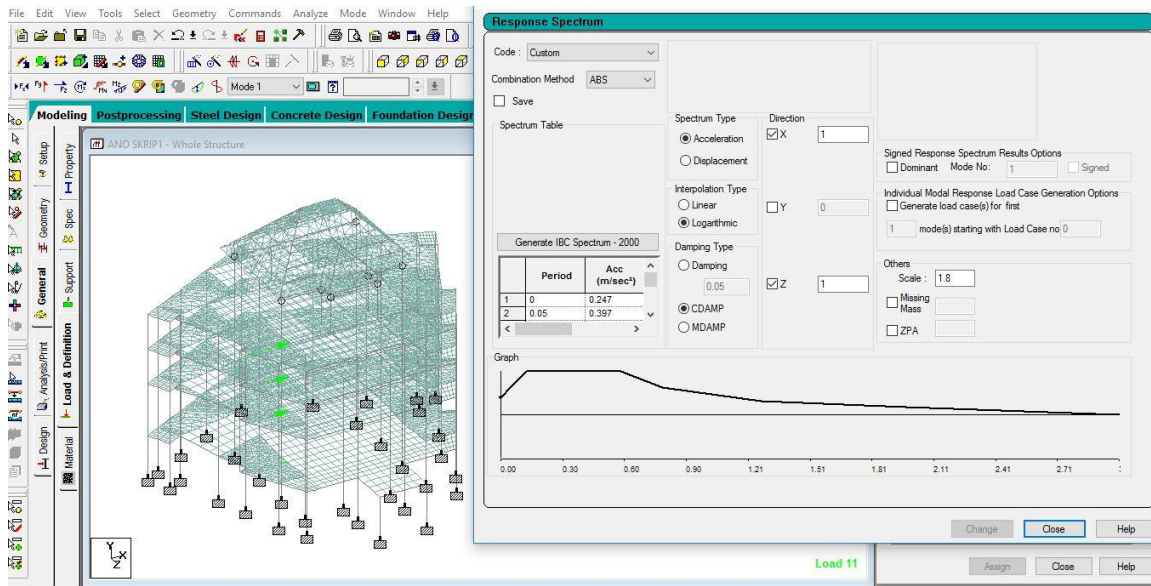 File Edit View Tools Select Geometry Commands Analyze Mode Window Help
Mode 1
Modeling Postprocessing Steel Design Concrete Design Foundation Design
ANO SKRIP1 - Whole Structure
Setup
Geometry
General
Analysis/Print
Design
Property
Spec
Support
Load & Definition
Material
Y
X
Z
Load 11
Response Spectrum
Code : Custom
Combination Method ABS
Save
Spectrum Table
Generate IBC Spectrum - 2000
Period Acc (m/sec²)
1 0 0.247
2 0.05 0.397
Spectrum Type
Acceleration
Displacement
Interpolation Type
Linear
Logarithmic
Damping Type
Damping
0.05
CDAMP
MDAMP
Direction
X 1
Y 0
Z 1
Signed Response Spectrum Results Options
Dominant Mode No: 1 Signed
Individual Modal Response Load Case Generation Options
Generate load case(s) for first
1 mode(s) starting with Load Case no 0
Others
Scale : 1.8
Missing Mass
ZPA
Graph
0.00 0.30 0.60 0.90 1.21 1.51 1.81 2.11 2.41 2.71 :
Change Close Help
Assign Close Help